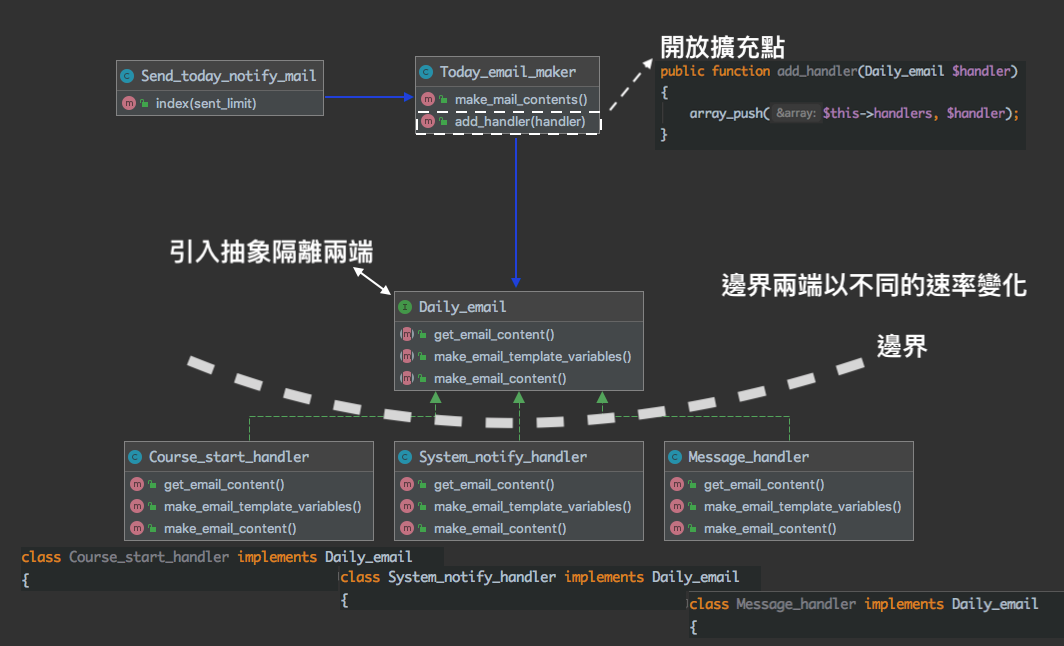 開放擴充點
Send_today_notify_mail
index(sent_limit)
Today_email_maker
make_mail_contents()
add_handler(handler)
public function add_handler(Daily_email $handler)
{
array_push( &array: $this->handlers, $handler);
}
引入抽象隔離兩端
邊界兩端以不同的速率變化
邊界
Daily_email
get_email_content()
make_email_template_variables()
make_email_content()
Course_start_handler
get_email_content()
make_email_template_variables()
make_email_content()
System_notify_handler
get_email_content()
make_email_template_variables()
make_email_content()
Message_handler
get_email_content()
make_email_template_variables()
make_email_content()
class Course_start_handler implements Daily_email
{
class System_notify_handler implements Daily_email
{
class Message_handler implements Daily_email
{